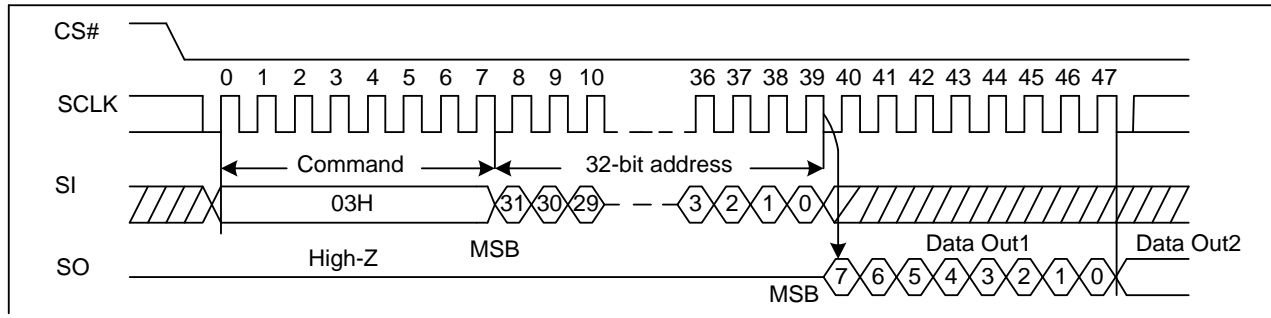 CS#
0 1 2 3 4 5 6 7 8 9 10 36 37 38 39 40 41 42 43 44 45 46 47
SCLK
Command 32-bit address
SI
03H 31 30 29 3 2 1 0
High-Z MSB Data Out1 Data Out2
SO
MSB 7 6 5 4 3 2 1 0